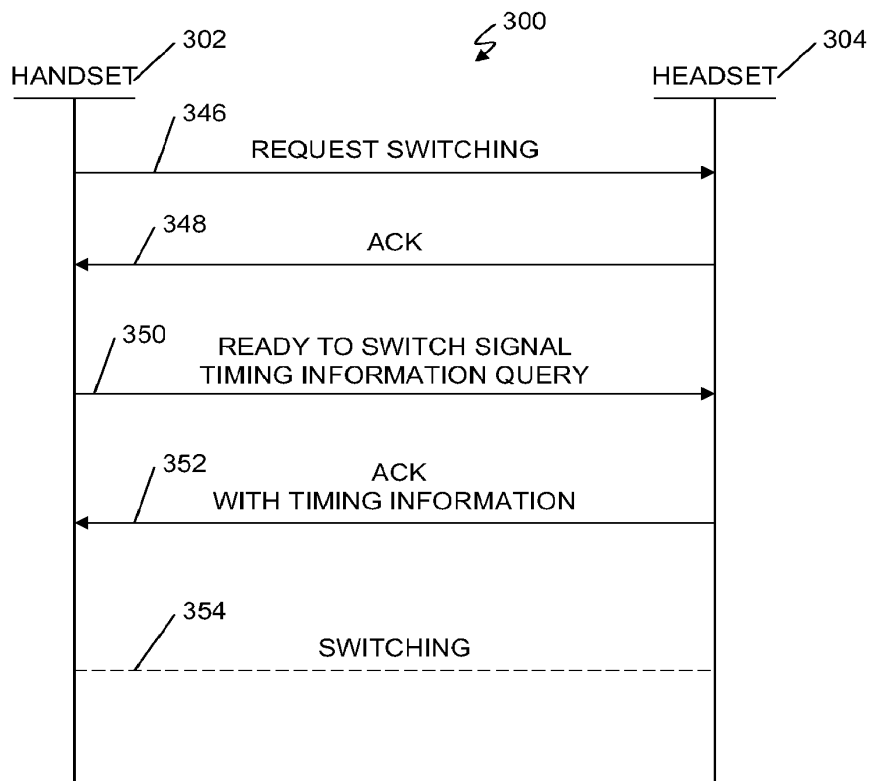 300
302
304
HANDSET
HEADSET
346
REQUEST SWITCHING
348
ACK
350
READY TO SWITCH SIGNAL
TIMING INFORMATION QUERY
352
ACK
WITH TIMING INFORMATION
354
SWITCHING